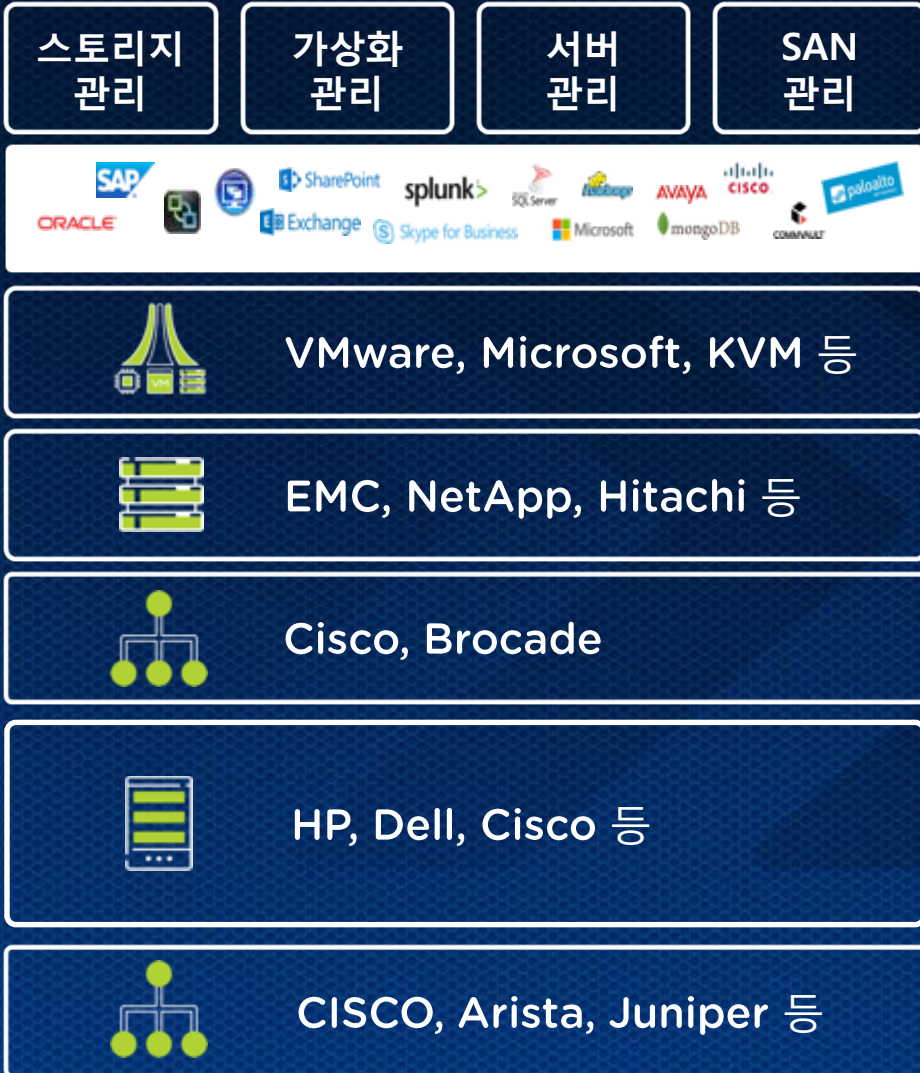 스토리지
관리
가상화
관리
서버
관리
SAN
관리
SAP
SharePoint
splunk>
SQL Server
AVAYA
CISCO
paloalto
ORACLE
Exchange
Skype for Business
Microsoft
mongoDB
COMMVAULT
VMware, Microsoft, KVM 등
VM
EMC, NetApp, Hitachi 등
Cisco, Brocade
HP, Dell, Cisco 등
CISCO, Arista, Juniper 등